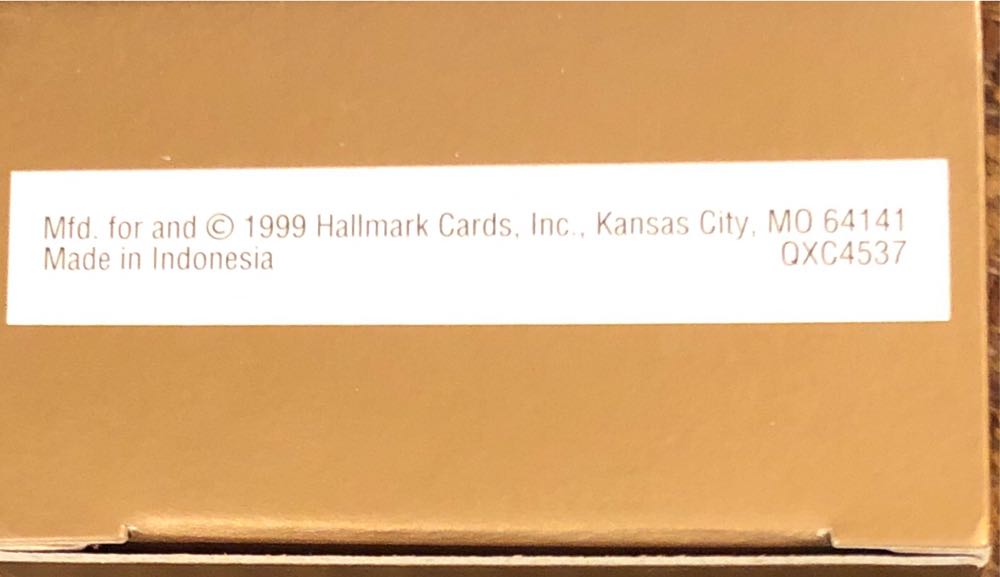 Mfd. for and © 1999 Hallmark Cards, Inc., Kansas City, MO 64141
Made in Indonesia QXC4537